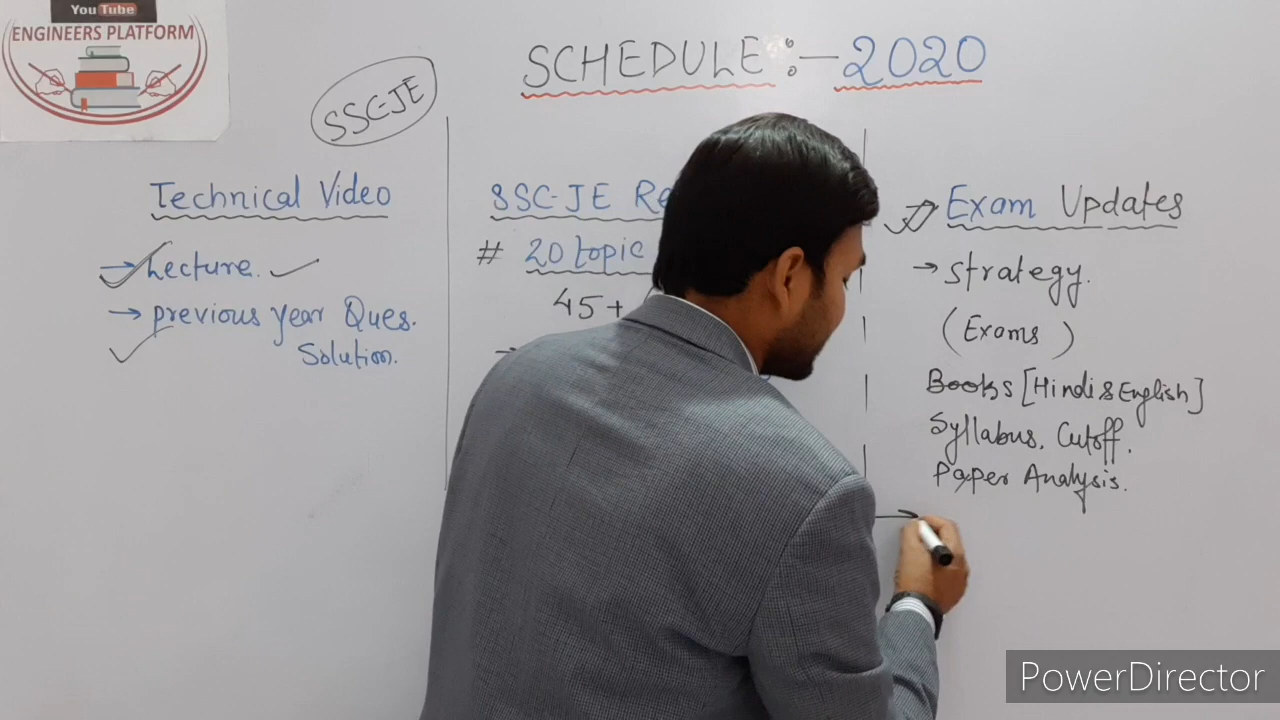 You Tube
ENGINEERS PLATFORM
SCHEDULE :- 2020
SSC-JE
Technical Video
→ Lecture.
→ previous year Ques.
Solution.
SSC-JE
# 20 topic
45+
Exam Updates
→ Strategy.
(Exams)
Books [Hindi & English]
Syllabus, Cutoff.
Paper Analysis.
→
PowerDirector